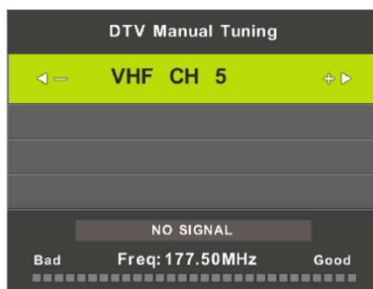 DTV Manual Tuning
VHF CH 5
NO SIGNAL
Bad Freq:177.50MHz Good